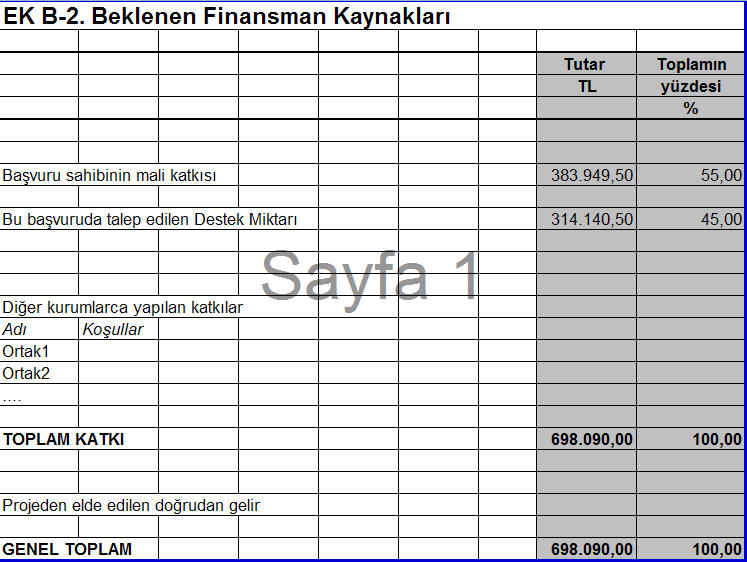 EK B-2. Beklenen Finansman Kaynakları
Tutar Toplamın
TL yüzdesi
%
Başvuru sahibinin mali katkısı 383.949,50 55,00
Bu başvuruda talep edilen Destek Miktarı 314.140,50 45,00
Sayfa 1
Diğer kurumlarca yapılan katkılar
Adı Koşullar
Ortak1
Ortak2
....
TOPLAM KATKI 698.090,00 100,00
Projeden elde edilen doğrudan gelir
GENEL TOPLAM 698.090,00 100,00